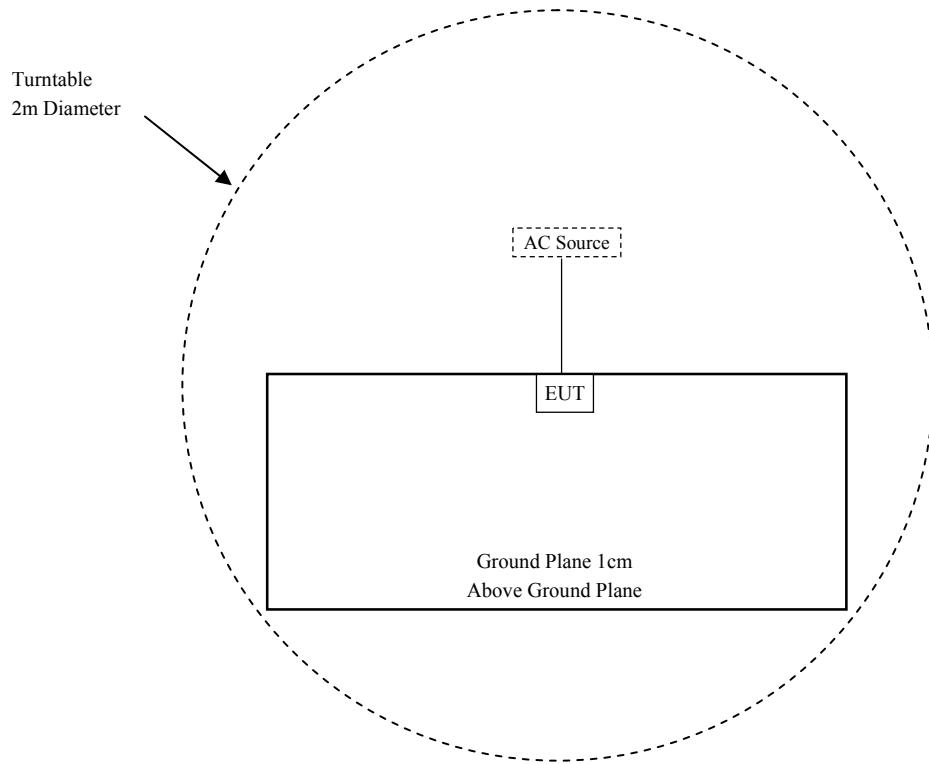 Turntable
2m Diameter
AC Source
EUT
Ground Plane 1cm
Above Ground Plane